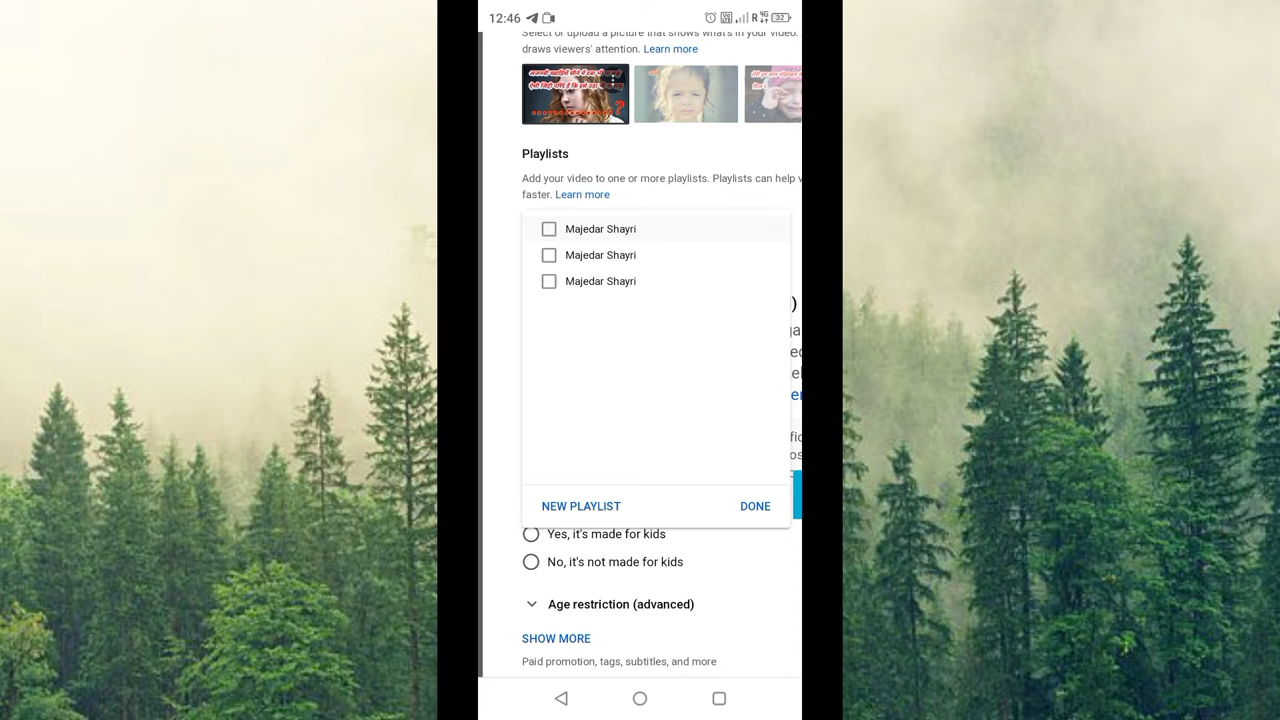 12:46
R 4G 32
Select or upload a picture that shows what's in your video.
draws viewers' attention. Learn more
?
Playlists
Add your video to one or more playlists. Playlists can help v
faster. Learn more
Majedar Shayri
Majedar Shayri
Majedar Shayri
)
NEW PLAYLIST
DONE
Yes, it's made for kids
No, it's not made for kids
Age restriction (advanced)
SHOW MORE
Paid promotion, tags, subtitles, and more